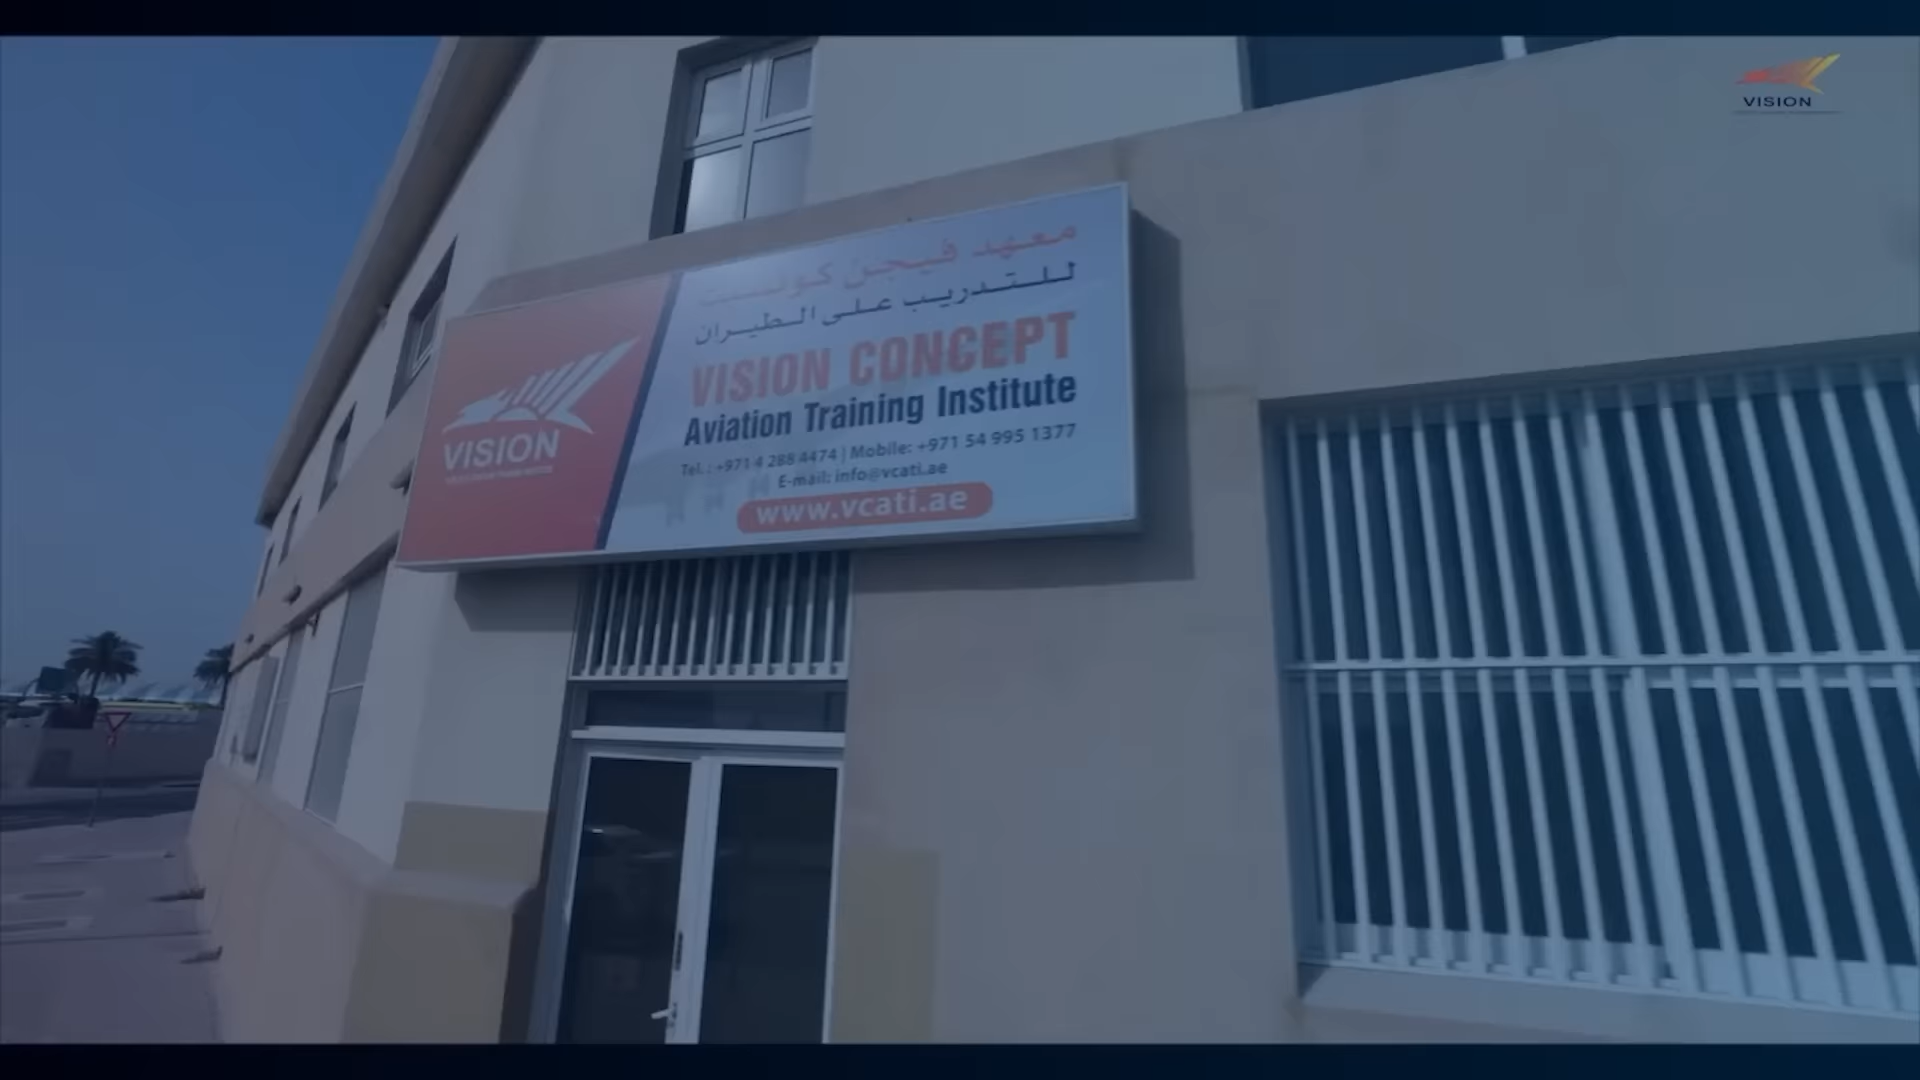 معهد فيجن كونسبت
للتدريب على الطيران
VISION CONCEPT
Aviation Training Institute
Tel. : +971 4 288 4474 | Mobile: +971 54 995 1377
E-mail: info@vcati.ae
www.vcati.ae
VISION
VISION